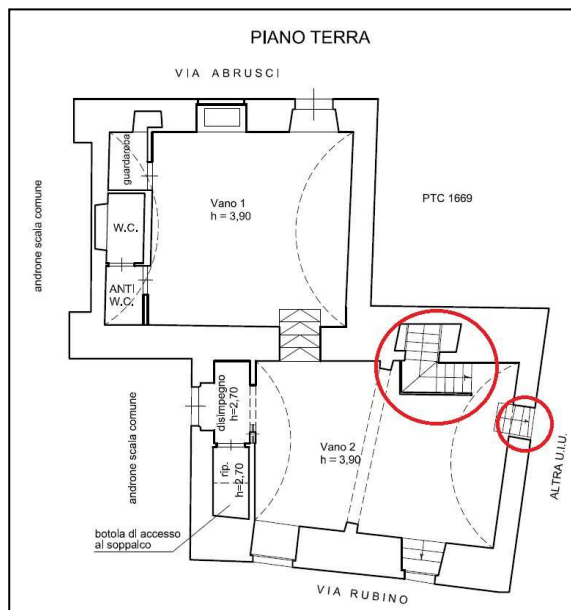 PIANO TERRA
VIA ABRUSCI
guardaroba
Vano 1
h = 3,90
PTC 1669
W.C.
androne scala comune
ANTI
W.C.
disimpegno
h=2,70
androne scala comune
Vano 2
h = 3,90
rip.
h=2,70
ALTRA U.I.U.
botola di accesso
al soppalco
VIA RUBINO